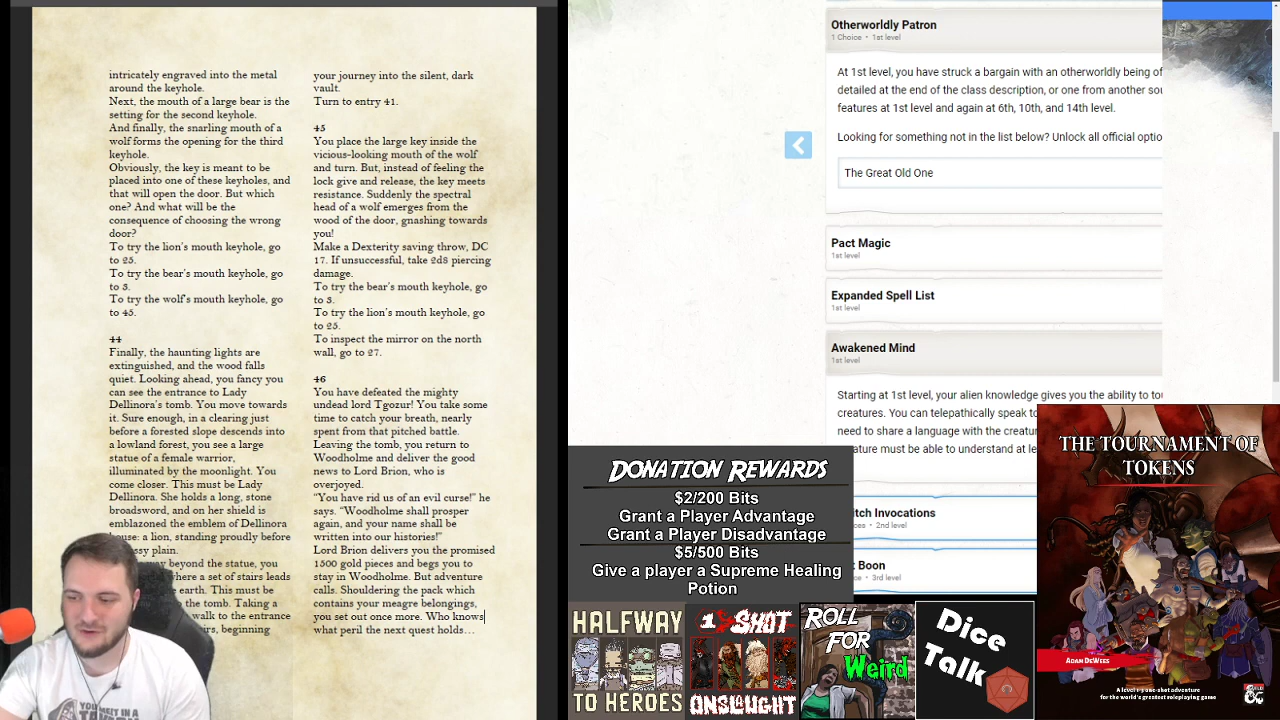 intricately engraved into the metal
around the keyhole.
Next, the mouth of a large bear is the
setting for the second keyhole.
And finally, the snarling mouth of a
wolf forms the opening for the third
keyhole.
Obviously, the key is meant to be
placed into one of these keyholes, and
that will open the door. But which
one? And what will be the
consequence of choosing the wrong
door?
To try the lion's mouth keyhole, go
to 25.
To try the bear's mouth keyhole, go
to 3.
To try the wolf's mouth keyhole, go
to 45.
44
Finally, the haunting lights are
extinguished, and the wood falls
quiet. Looking ahead, you fancy you
can see the entrance to Lady
Dellinora's tomb. You move towards
it. Sure enough, in a clearing just
before a forested slope descends into
a lowland forest, you see a large
statue of a female warrior,
illuminated by the moonlight. You
come closer. This must be Lady
Dellinora. She holds a long, stone
broadsword, and on her shield is
emblazoned the emblem of Dellinora
house: a lion, standing proudly before
plain.
beyond the statue, you
where a set of stairs leads
earth. This must be
to the tomb. Taking a
walk to the entrance
beginning
your journey into the silent, dark
vault.
Turn to entry 41.
45
You place the large key inside the
vicious-looking mouth of the wolf
and turn. But, instead of feeling the
lock give and release, the key meets
resistance. Suddenly the spectral
head of a wolf emerges from the
wood of the door, gnashing towards
you!
Make a Dexterity saving throw, DC
17. If unsuccessful, take 2d8 piercing
damage.
To try the bear's mouth keyhole, go
to 3.
To try the lion's mouth keyhole, go
to 25.
To inspect the mirror on the north
wall, go to 27.
46
You have defeated the mighty
undead lord Tgozur! You take some
time to catch your breath, nearly
spent from that pitched battle.
Leaving the tomb, you return to
Woodholme and deliver the good
news to Lord Brion, who is
overjoyed.
"You have rid us of an evil curse!" he
says. "Woodholme shall prosper
again, and your name shall be
written into our histories!"
Lord Brion delivers you the promised
1500 gold pieces and begs you to
stay in Woodholme. But adventure
calls. Shouldering the pack which
contains your meagre belongings,
you set out once more. Who knows
what peril the next quest holds...
Otherworldly Patron
1 Choice • 1st level
At 1st level, you have struck a bargain with an otherworldly being of
detailed at the end of the class description, or one from another
features at 1st level and again at 6th, 10th, and 14th level.
Looking for something not in the list below? Unlock all official
The Great Old One
Pact Magic
1st level
Expanded Spell List
1st level
Awakened Mind
1st level
Starting at 1st level, your alien knowledge gives you the ability to
creatures. You can telepathically speak to
need to share a language with the
must be able to understand at
Invocations
2nd level
Boon
3rd level
DONATION REWARDS
$2/200 Bits
Grant a Player Advantage
Grant a Player Disadvantage
$5/500 Bits
Give a player a Supreme Healing
Potion
HALFWAY
TO HEROES
1 SHOT
ONSLAUGHT
ROLL
FOR
Weird
Dice
Talk
THE TOURNAMENT OF
TOKENS
ADAM DEWEES
A level 1 one-shot adventure
for the world's greatest roleplaying game
YOU MEET IN A